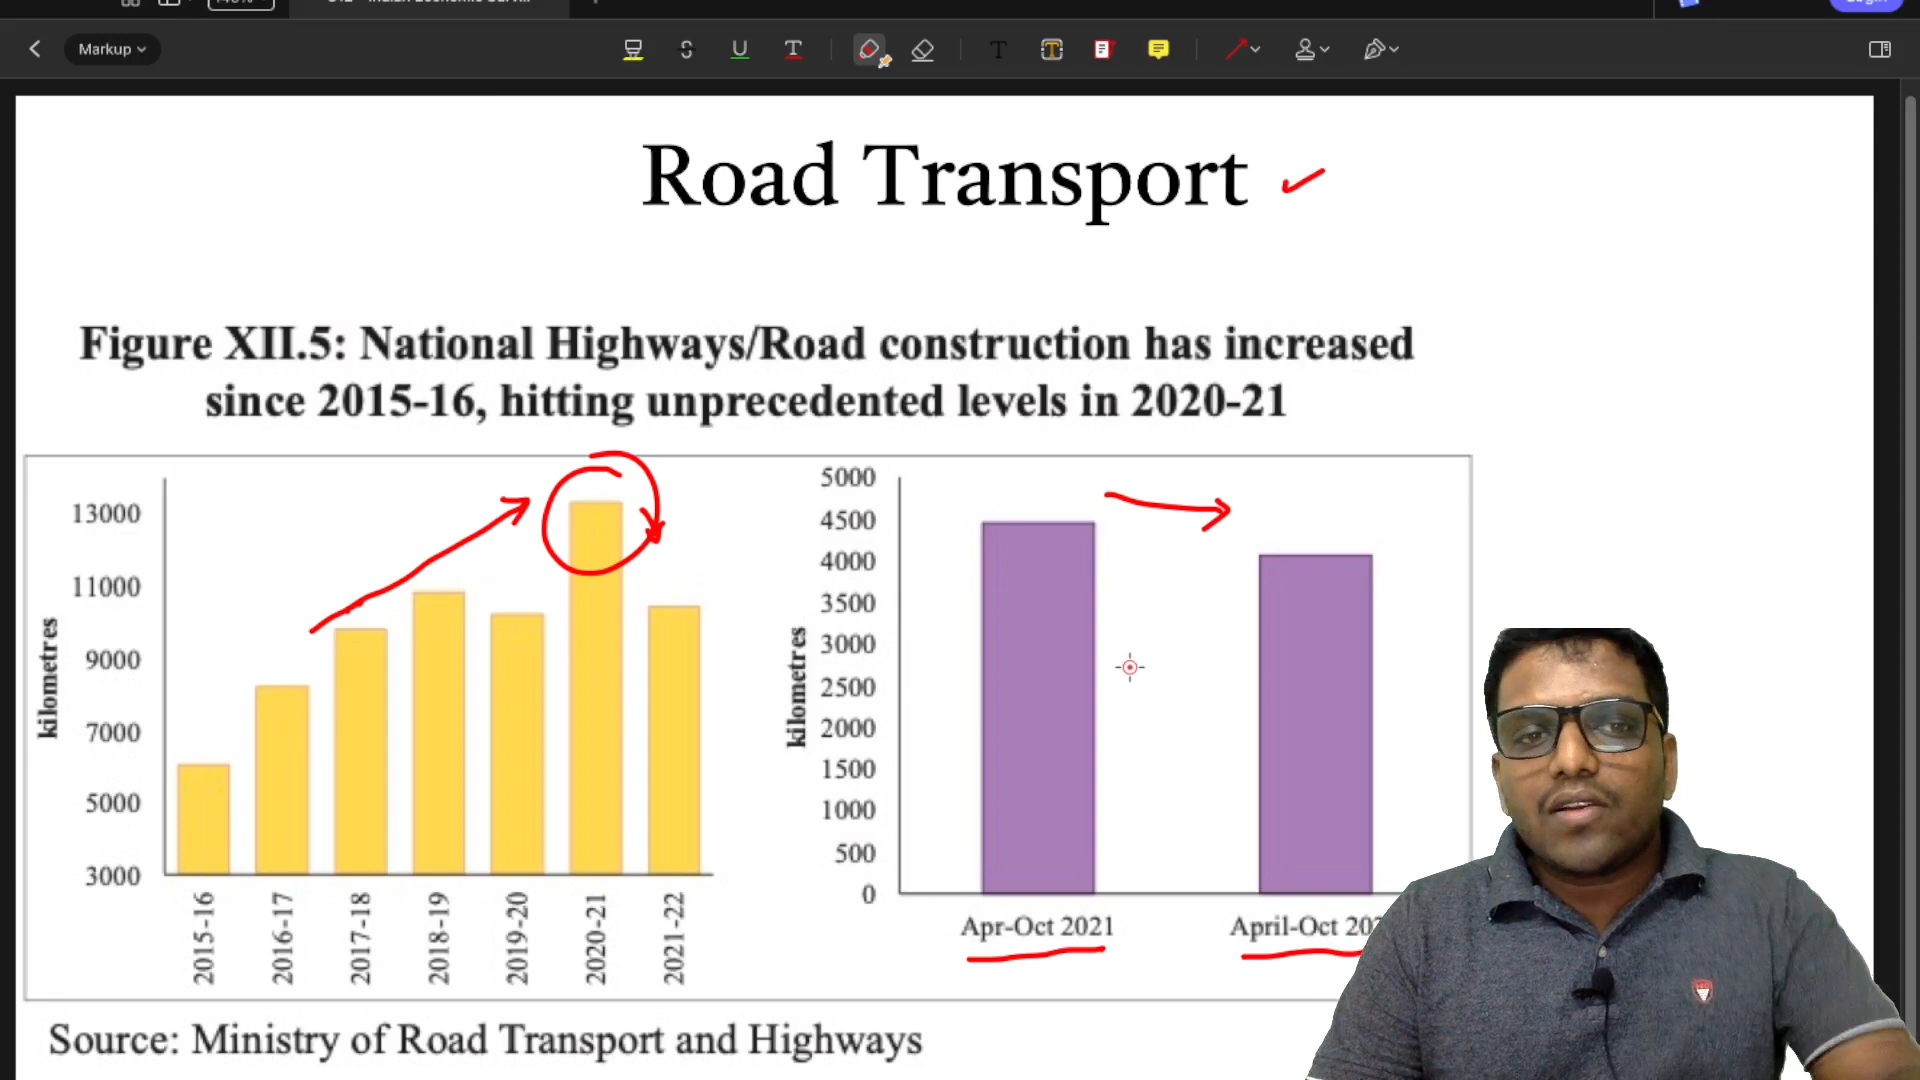 Markup
Road Transport
Figure XII.5: National Highways/Road construction has increased
since 2015-16, hitting unprecedented levels in 2020-21
kilometres
13000
11000
9000
7000
5000
3000
2015-16
2016-17
2017-18
2018-19
2019-20
2020-21
2021-22
kilometres
5000
4500
4000
3500
3000
2500
2000
1500
1000
500
0
Apr-Oct 2021
April-Oct
Source: Ministry of Road Transport and Highways